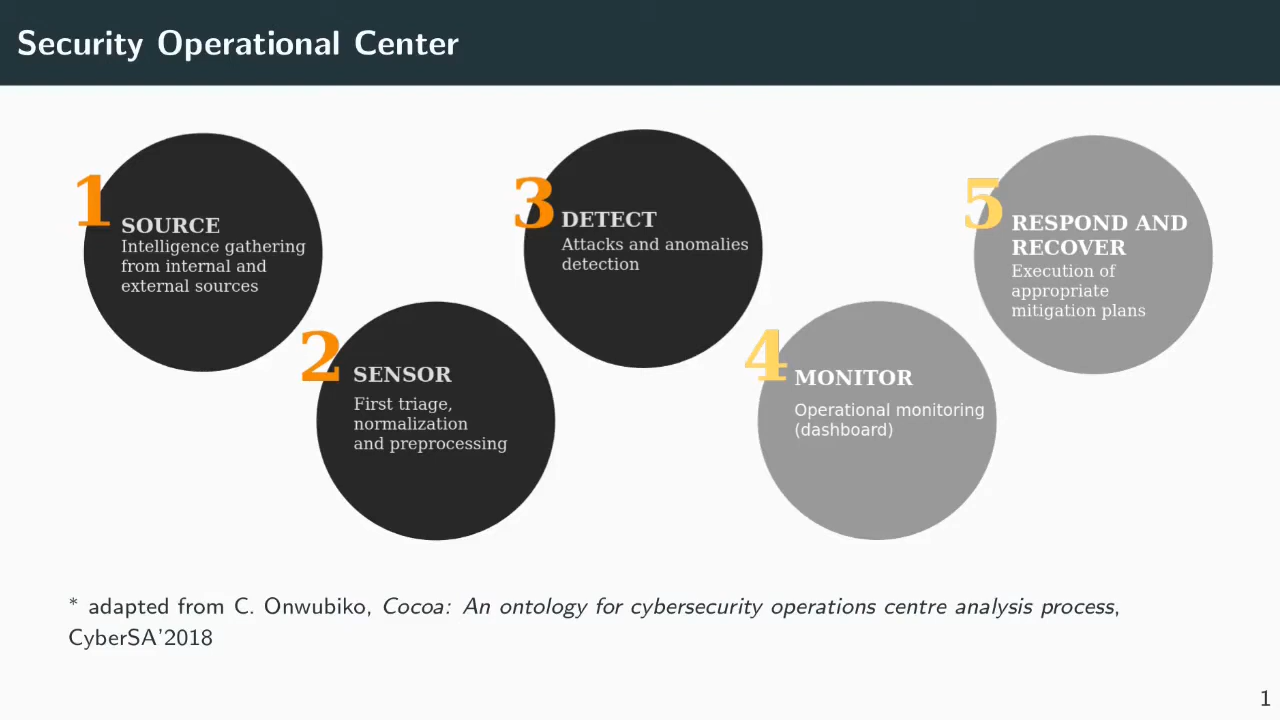 Security Operational Center
1
SOURCE
Intelligence gathering
from internal and
external sources
2
SENSOR
First triage,
normalization
and preprocessing
3
DETECT
Attacks and anomalies
detection
4
MONITOR
Operational monitoring
(dashboard)
5
RESPOND AND
RECOVER
Execution of
appropriate
mitigation plans
* adapted from C. Onwubiko, Cocoa: An ontology for cybersecurity operations centre analysis process,
CyberSA'2018
1